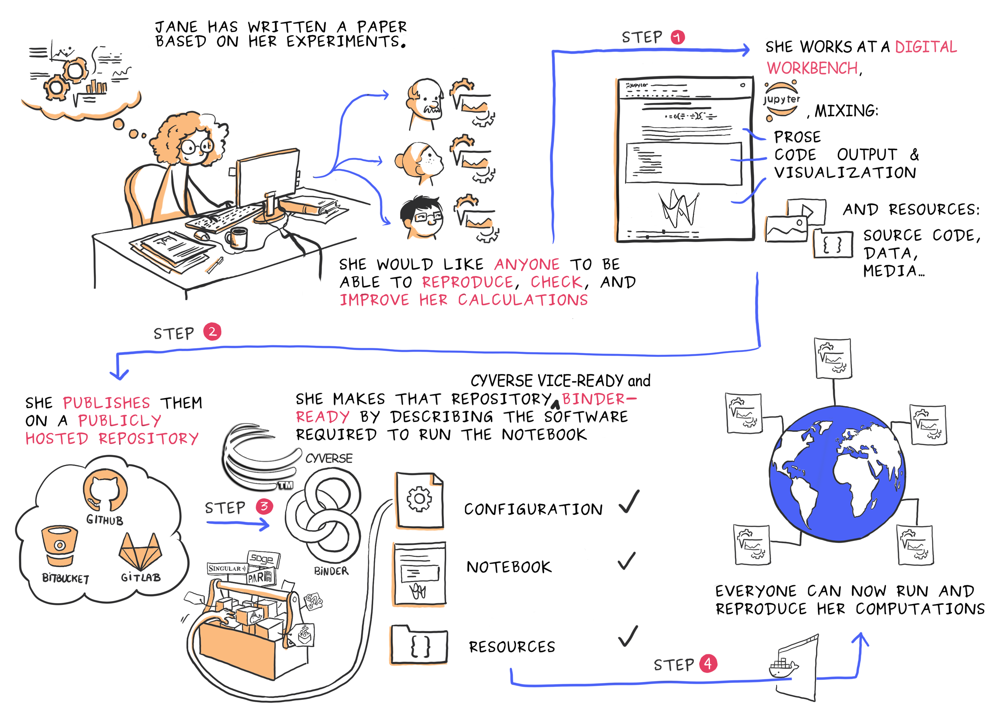 JANE HAS WRITTEN A PAPER
BASED ON HER EXPERIMENTS.
SHE WOULD LIKE ANYONE TO BE
ABLE TO REPRODUCE, CHECK, AND
IMPROVE HER CALCULATIONS
STEP 1
SHE WORKS AT A DIGITAL
WORKBENCH,
jupyter
, MIXING:
jupyter
PROSE
CODE OUTPUT &
VISUALIZATION
AND RESOURCES:
SOURCE CODE,
DATA,
MEDIA...
{ }
STEP 2
SHE PUBLISHES THEM
ON A PUBLICLY
HOSTED REPOSITORY
GITHUB
BITBUCKET
GITLAB
STEP 3
CYVERSE VICE-READY and
SHE MAKES THAT REPOSITORY BINDER-
READY BY DESCRIBING THE SOFTWARE
REQUIRED TO RUN THE NOTEBOOK
CYVERSE
TM
BINDER
sage
SINGULAR
PARI
GAP
4
CONFIGURATION
NOTEBOOK
{ }
RESOURCES
STEP 4
EVERYONE CAN NOW RUN AND
REPRODUCE HER COMPUTATIONS